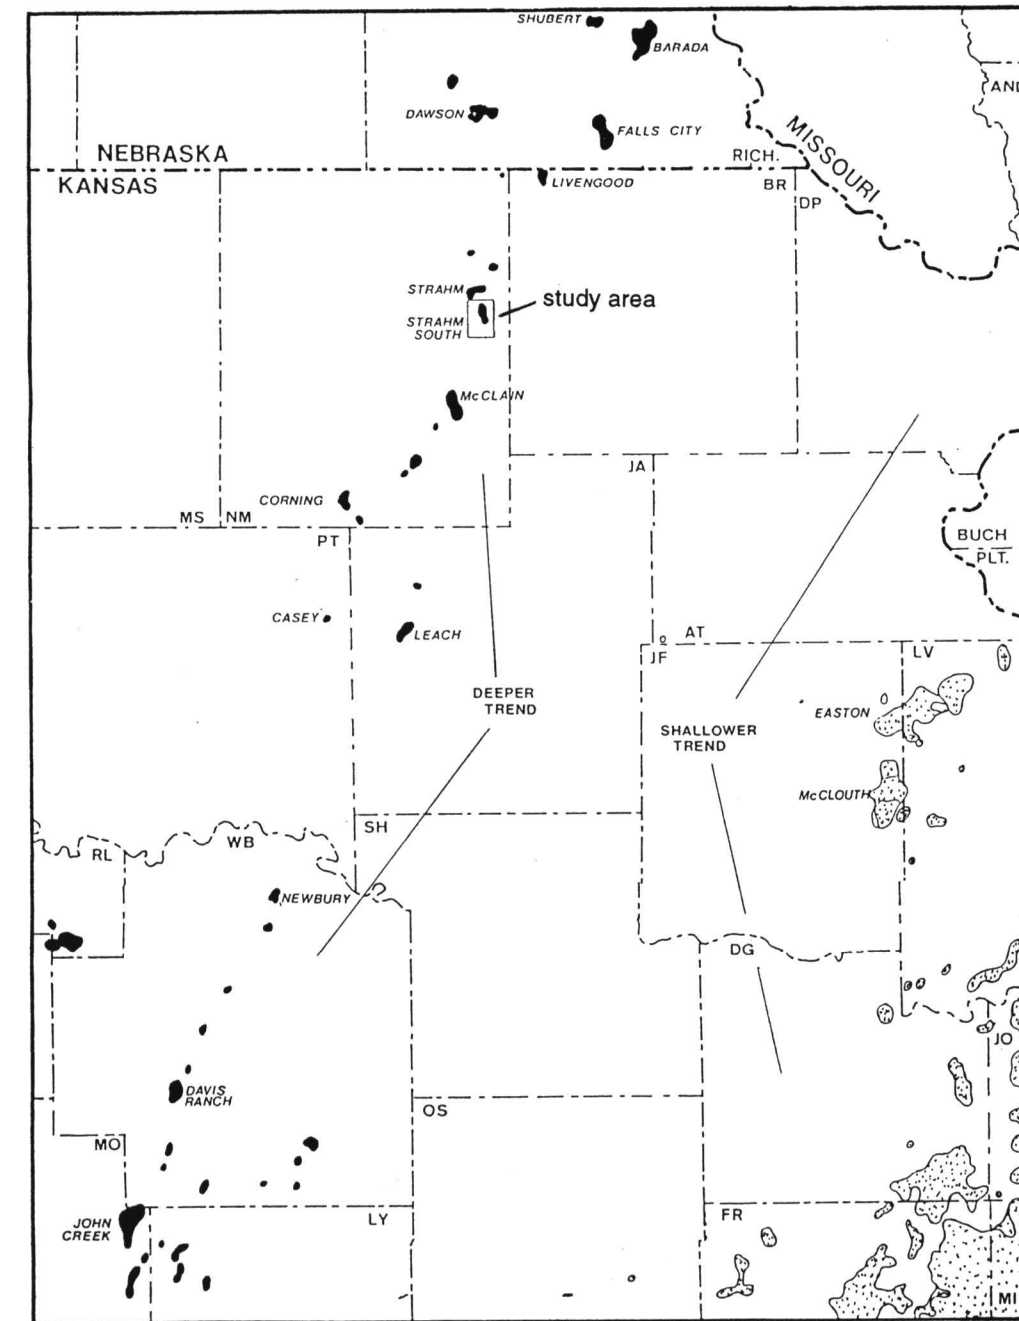 SHUBERT
BARADA
AND
DAWSON
FALLS CITY
MISSOURI
NEBRASKA
RICH.
KANSAS
LIVENGOOD
BR
DP
STRAHM
study area
STRAHM
SOUTH
McCLAIN
JA
CORNING
MS
NM
PT
BUCH
PLT.
CASEY
LEACH
AT
JF
LV
DEEPER
TREND
EASTON
SHALLOWER
TREND
McCLOUTH
SH
WB
RL
NEWBURY
DG
JO
DAVIS
RANCH
OS
MO
JOHN
CREEK
LY
FR
MI